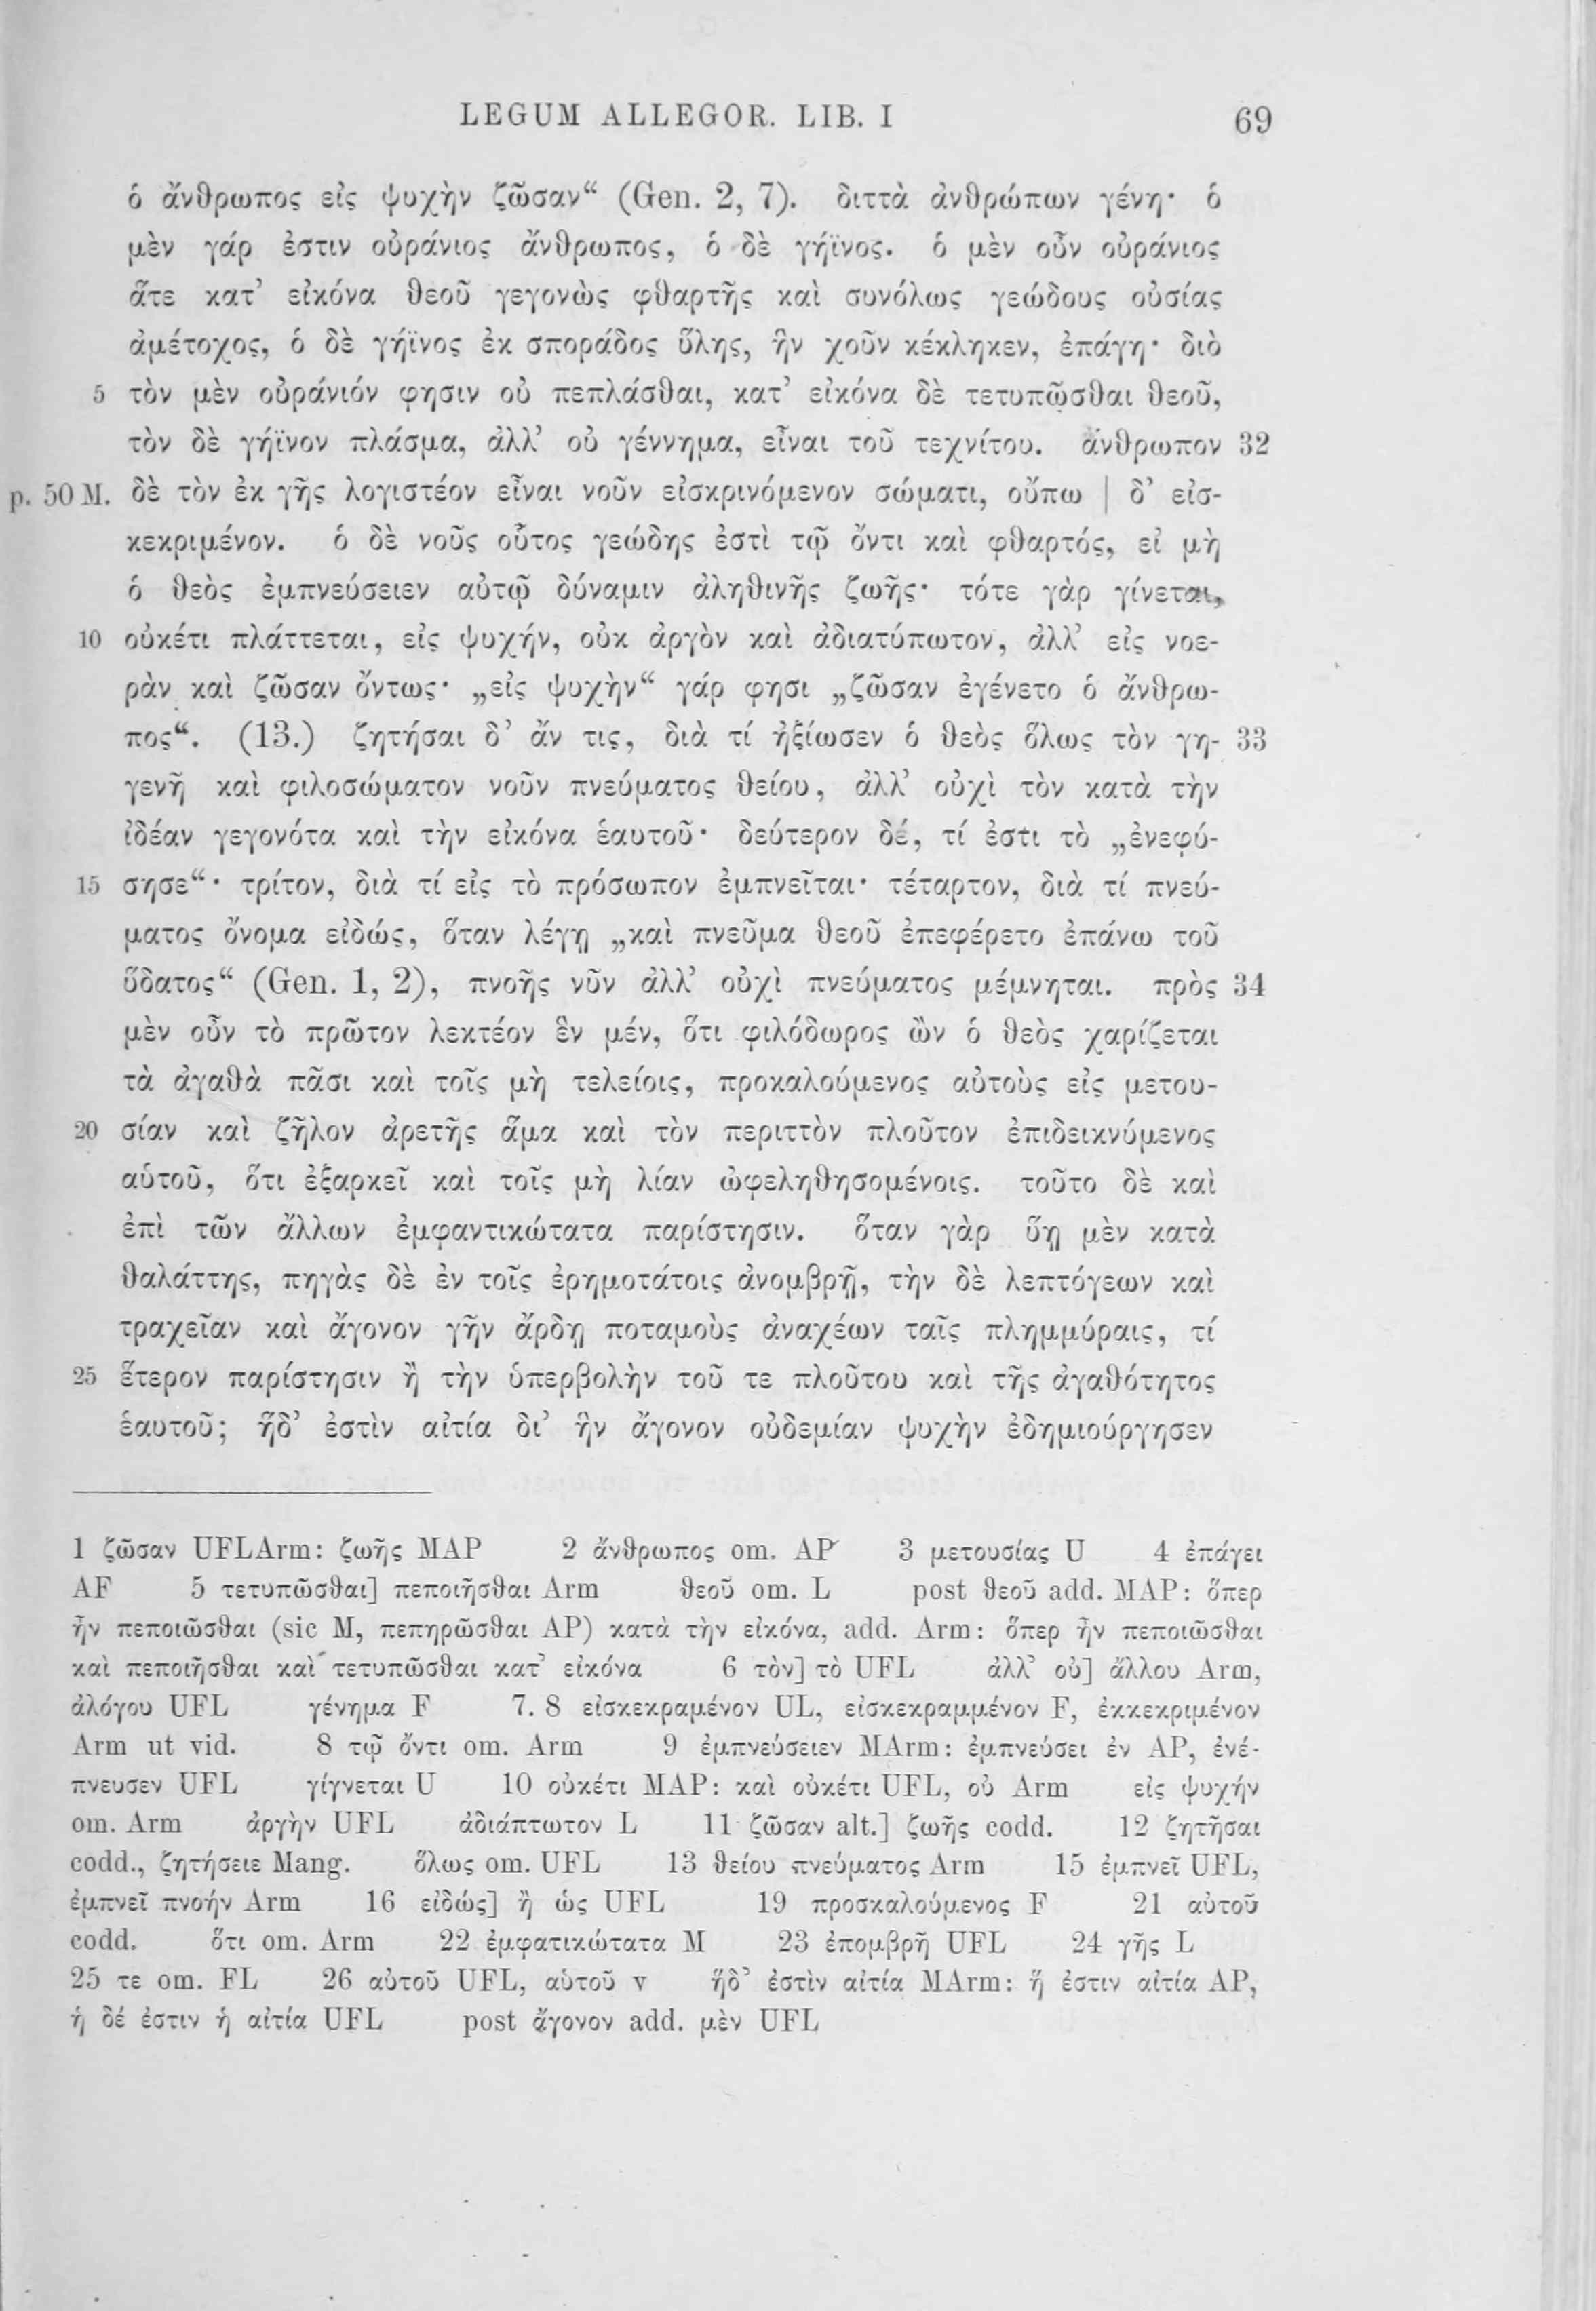 LEGUM ALLEGOR. LIB. I 69
ὁ ἄνθρωπος εἰς ψυχὴν ζῶσαν“ (Gen. 2, 7). διττὰ ἀνθρώπων γένη· ὁ
μὲν γάρ ἐστιν οὐράνιος ἄνθρωπος, ὁ δὲ γήϊνος. ὁ μὲν οὖν οὐράνιος
ἅτε κατ’ εἰκόνα θεοῦ γεγονὼς φθαρτῆς καὶ συνόλως γεώδους οὐσίας
ἀμέτοχος, ὁ δὲ γήϊνος ἐκ σποράδος ὕλης, ἣν χοῦν κέκληκεν, ἐπάγη· διὸ
5 τὸν μὲν οὐράνιόν φησιν οὐ πεπλάσθαι, κατ’ εἰκόνα δὲ τετυπῶσθαι θεοῦ,
τὸν δὲ γήϊνον πλάσμα, ἀλλ’ οὐ γέννημα, εἶναι τοῦ τεχνίτου. ἄνθρωπον 32
p. 50 M. δὲ τὸν ἐκ γῆς λογιστέον εἶναι νοῦν εἰσκρινόμενον σώματι, οὔπω | δ’ εἰσ-
κεκριμένον. ὁ δὲ νοῦς οὗτος γεώδης ἐστὶ τῷ ὄντι καὶ φθαρτός, εἰ μὴ
ὁ θεὸς ἐμπνεύσειεν αὐτῷ δύναμιν ἀληθινῆς ζωῆς· τότε γὰρ γίνεται,
10 οὐκέτι πλάττεται, εἰς ψυχήν, οὐκ ἀργὸν καὶ ἀδιατύπωτον, ἀλλ’ εἰς νοε-
ρὰν καὶ ζῶσαν ὄντως· „εἰς ψυχὴν“ γάρ φησι „ζῶσαν ἐγένετο ὁ ἄνθρω-
πος“. (13.) ζητήσαι δ’ ἄν τις, διὰ τί ἠξίωσεν ὁ θεὸς ὅλως τὸν γη- 33
γενῆ καὶ φιλοσώματον νοῦν πνεύματος θείου, ἀλλ’ οὐχὶ τὸν κατὰ τὴν
ἰδέαν γεγονότα καὶ τὴν εἰκόνα ἑαυτοῦ· δεύτερον δέ, τί ἐστι τὸ „ἐνεφύ-
15 σησε“· τρίτον, διὰ τί εἰς τὸ πρόσωπον ἐμπνεῖται· τέταρτον, διὰ τί πνεύ-
ματος ὄνομα εἰδώς, ὅταν λέγῃ „καὶ πνεῦμα θεοῦ ἐπεφέρετο ἐπάνω τοῦ
ὕδατος“ (Gen. 1, 2), πνοῆς νῦν ἀλλ’ οὐχὶ πνεύματος μέμνηται. πρὸς 34
μὲν οὖν τὸ πρῶτον λεκτέον ἓν μέν, ὅτι φιλόδωρος ὢν ὁ θεὸς χαρίζεται
τὰ ἀγαθὰ πᾶσι καὶ τοῖς μὴ τελείοις, προκαλούμενος αὐτοὺς εἰς μετου-
20 σίαν καὶ ζῆλον ἀρετῆς ἅμα καὶ τὸν περιττὸν πλοῦτον ἐπιδεικνύμενος
αὑτοῦ, ὅτι ἐξαρκεῖ καὶ τοῖς μὴ λίαν ὠφεληθησομένοις. τοῦτο δὲ καὶ
ἐπὶ τῶν ἄλλων ἐμφαντικώτατα παρίστησιν. ὅταν γὰρ ὕῃ μὲν κατὰ
θαλάττης, πηγὰς δὲ ἐν τοῖς ἐρημοτάτοις ἀνομβρῇ, τὴν δὲ λεπτόγεων καὶ
τραχεῖαν καὶ ἄγονον γῆν ἄρδῃ ποταμοὺς ἀναχέων ταῖς πλημμύραις, τί
25 ἕτερον παρίστησιν ἢ τὴν ὑπερβολὴν τοῦ τε πλούτου καὶ τῆς ἀγαθότητος
ἑαυτοῦ; ἥδ’ ἐστὶν αἰτία δι’ ἣν ἄγονον οὐδεμίαν ψυχὴν ἐδημιούργησεν
1 ζῶσαν UFLArm: ζωῆς MAP 2 ἄνθρωπος om. AP 3 μετουσίας U 4 ἐπάγει
AF 5 τετυπῶσθαι] πεποιῆσθαι Arm θεοῦ om. L post θεοῦ add. MAP: ὅπερ
ἦν πεποιῶσθαι (sic M, πεπηρῶσθαι AP) κατὰ τὴν εἰκόνα, add. Arm: ὅπερ ἦν πεποιῶσθαι
καὶ πεποιῆσθαι καὶ τετυπῶσθαι κατ’ εἰκόνα 6 τὸν] τὸ UFL ἀλλ’ οὐ] ἄλλου Arm,
ἀλόγου UFL γένημα F 7. 8 εἰσκεκραμένον UL, εἰσκεκραμμένον F, ἐκκεκριμένον
Arm ut vid. 8 τῷ ὄντι om. Arm 9 ἐμπνεύσειεν MArm: ἐμπνεύσει ἐν AP, ἐνέ-
πνευσεν UFL γίγνεται U 10 οὐκέτι MAP: καὶ οὐκέτι UFL, οὐ Arm εἰς ψυχήν
om. Arm ἀργὴν UFL ἀδιάπτωτον L 11 ζῶσαν alt.] ζωῆς codd. 12 ζητῆσαι
codd., ζητήσειε Mang. ὅλως om. UFL 13 θείου πνεύματος Arm 15 ἐμπνεῖ UFL,
ἐμπνεῖ πνοήν Arm 16 εἰδώς] ἢ ὡς UFL 19 προσκαλούμενος F 21 αὐτοῦ
codd. ὅτι om. Arm 22 ἐμφατικώτατα M 23 ἐπομβρῇ UFL 24 γῆς L
25 τε om. FL 26 αὐτοῦ UFL, αὑτοῦ v ἥδ’ ἐστὶν αἰτία MArm: ἥ ἐστιν αἰτία AP,
ἡ δέ ἐστιν ἡ αἰτία UFL post ἄγονον add. μὲν UFL